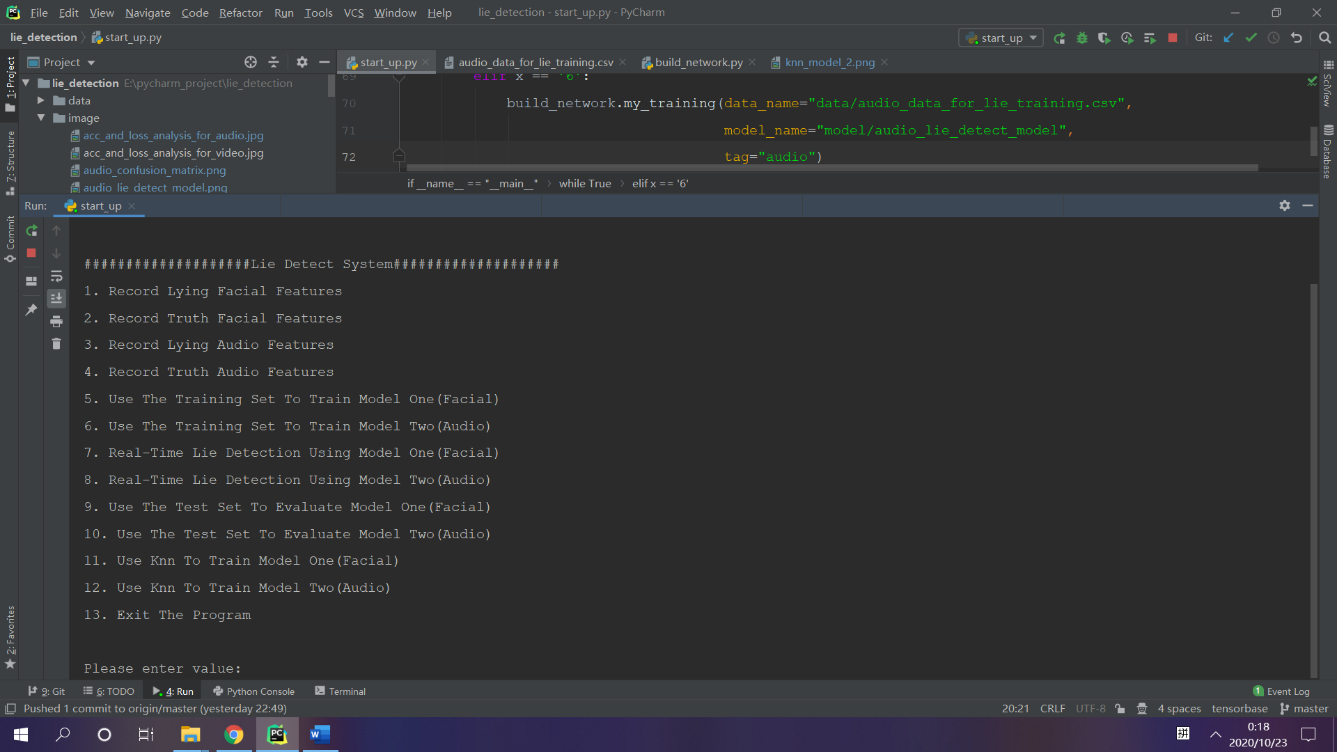 File Edit View Navigate Code Refactor Run Tools VCS Window Help lie_detection - start_up.py - PyCharm
lie_detection start_up.py start_up Git:
Project start_up.py audio_data_for_lie_training.csv build_network.py knn_model_2.png
lie_detection E:\pycharm_project\lie_detection
data
image
acc_and_loss_analysis_for_audio.jpg
acc_and_loss_analysis_for_video.jpg
audio_confusion_matrix.png
audio_lie_detect_model.png
69 elif x == '6':
70 build_network.my_training(data_name="data/audio_data_for_lie_training.csv",
71 model_name="model/audio_lie_detect_model",
72 tag="audio")
if __name__ == "__main__" while True elif x == '6'
1: Project
Z: Structure
Commit
2: Favorites
SciView
Database
Run: start_up
####################Lie Detect System####################
1. Record Lying Facial Features
2. Record Truth Facial Features
3. Record Lying Audio Features
4. Record Truth Audio Features
5. Use The Training Set To Train Model One(Facial)
6. Use The Training Set To Train Model Two(Audio)
7. Real-Time Lie Detection Using Model One(Facial)
8. Real-Time Lie Detection Using Model Two(Audio)
9. Use The Test Set To Evaluate Model One(Facial)
10. Use The Test Set To Evaluate Model Two(Audio)
11. Use Knn To Train Model One(Facial)
12. Use Knn To Train Model Two(Audio)
13. Exit The Program
Please enter value:
9: Git 6: TODO 4: Run Python Console Terminal 1 Event Log
Pushed 1 commit to origin/master (yesterday 22:49) 20:21 CRLF UTF-8 4 spaces tensorbase master
拼 0:18
2020/10/23